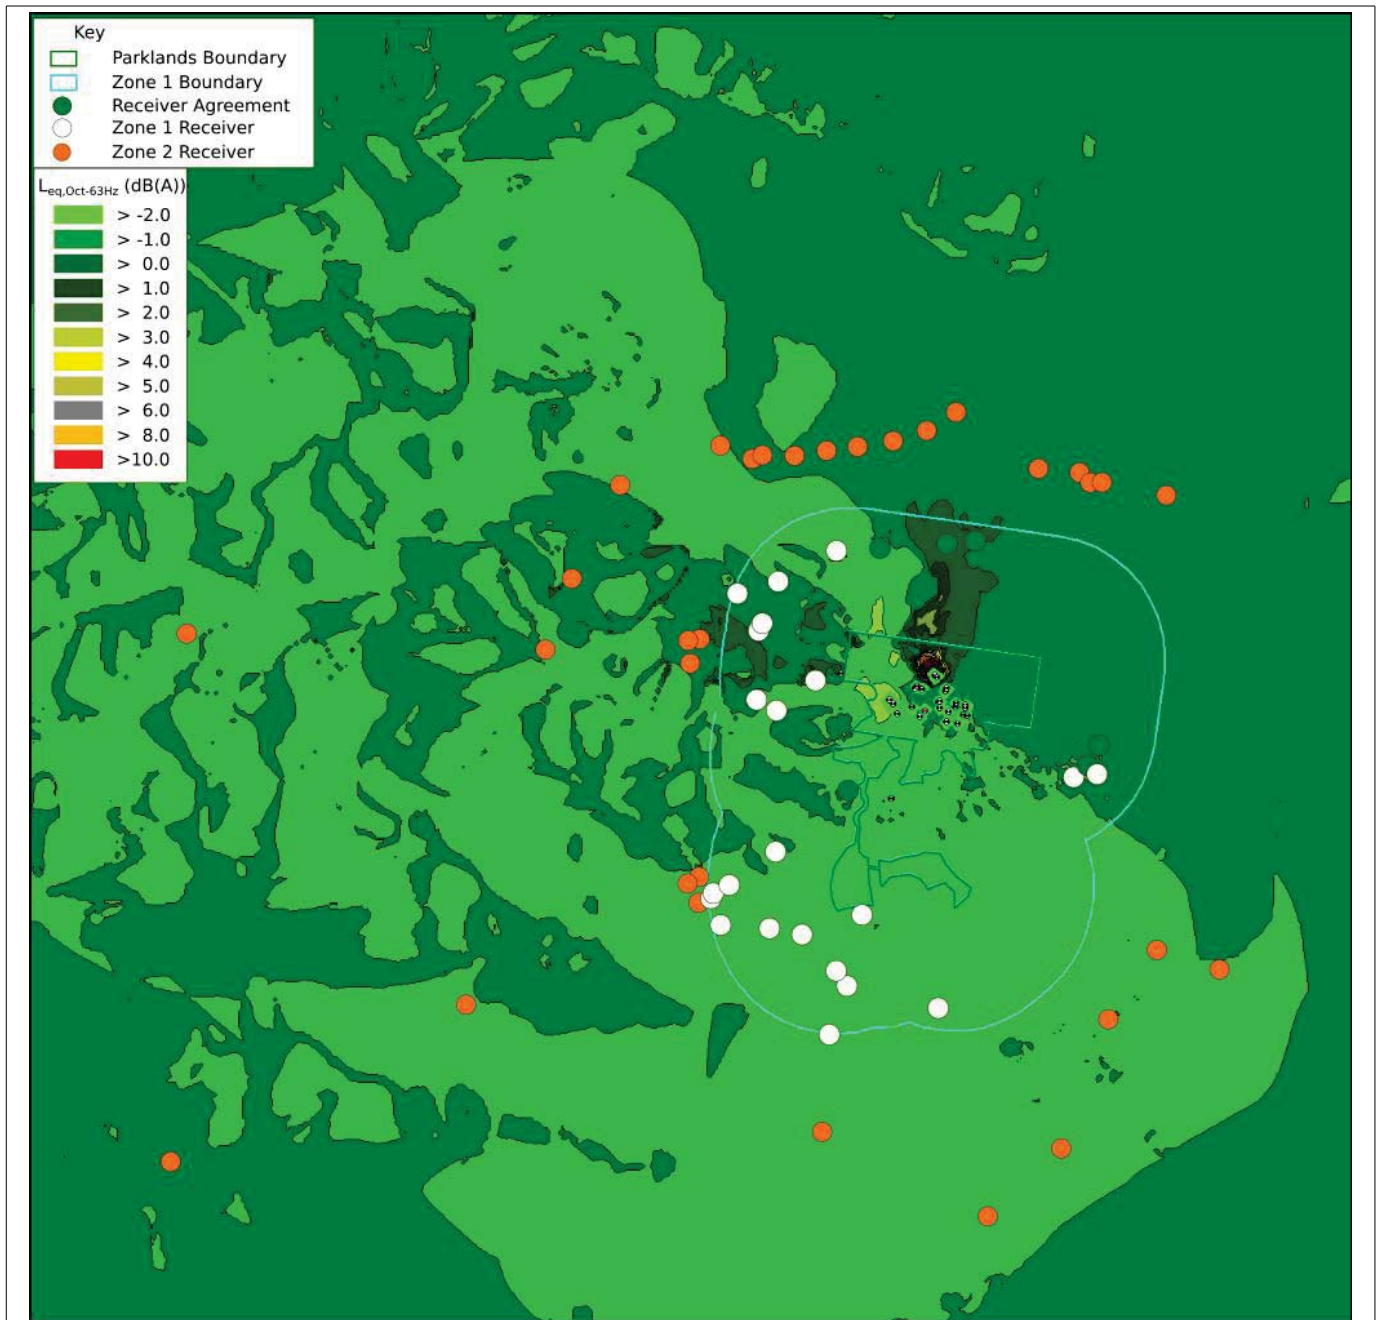 Key
Parklands Boundary
Zone 1 Boundary
Receiver Agreement
Zone 1 Receiver
Zone 2 Receiver
Leq,Oct-63Hz (dB(A))
> -2.0
> -1.0
> 0.0
> 1.0
> 2.0
> 3.0
> 4.0
> 5.0
> 6.0
> 8.0
>10.0